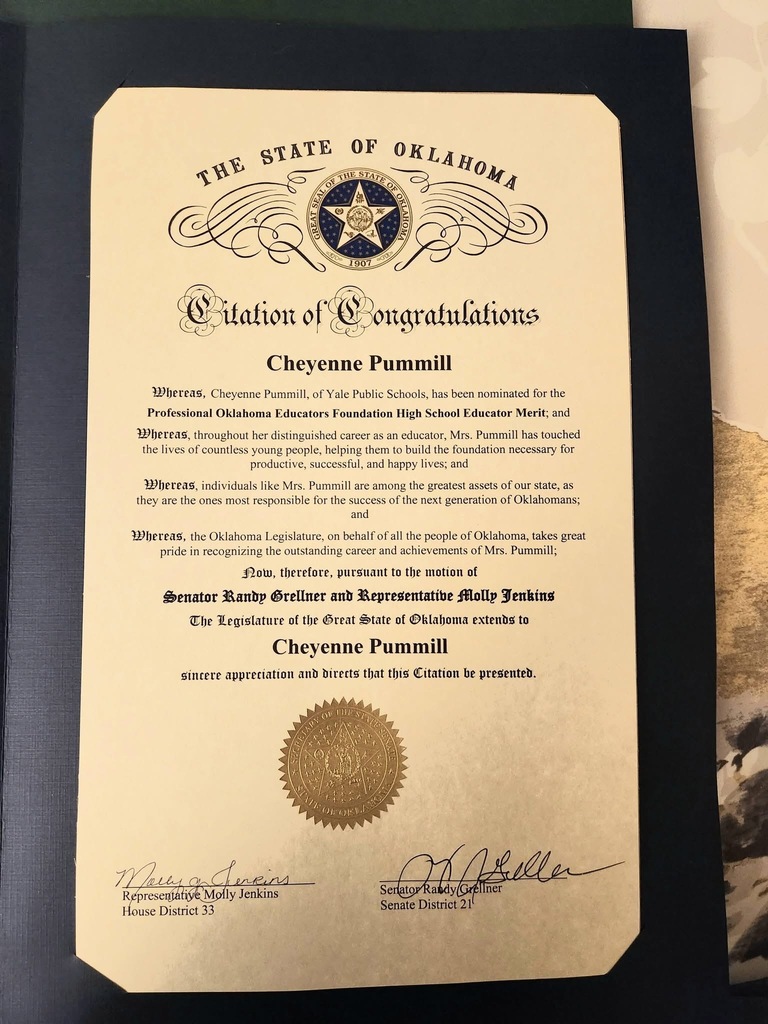 THE STATE OF OKLAHOMA
GREAT SEAL OF THE STATE OF OKLAHOMA
1907
Citation of Congratulations
Cheyenne Pummill
Whereas, Cheyenne Pummill, of Yale Public Schools, has been nominated for the
Professional Oklahoma Educators Foundation High School Educator Merit; and
Whereas, throughout her distinguished career as an educator, Mrs. Pummill has touched
the lives of countless young people, helping them to build the foundation necessary for
productive, successful, and happy lives; and
Whereas, individuals like Mrs. Pummill are among the greatest assets of our state, as
they are the ones most responsible for the success of the next generation of Oklahomans;
and
Whereas, the Oklahoma Legislature, on behalf of all the people of Oklahoma, takes great
pride in recognizing the outstanding career and achievements of Mrs. Pummill;
Now, therefore, pursuant to the motion of
Senator Randy Grellner and Representative Molly Jenkins
The Legislature of the Great State of Oklahoma extends to
Cheyenne Pummill
sincere appreciation and directs that this Citation be presented.
OF THE STATE
STATE OF OKLAHOMA
Molly Jenkins
Representative Molly Jenkins
House District 33
Senator Randy Grellner
Senate District 21